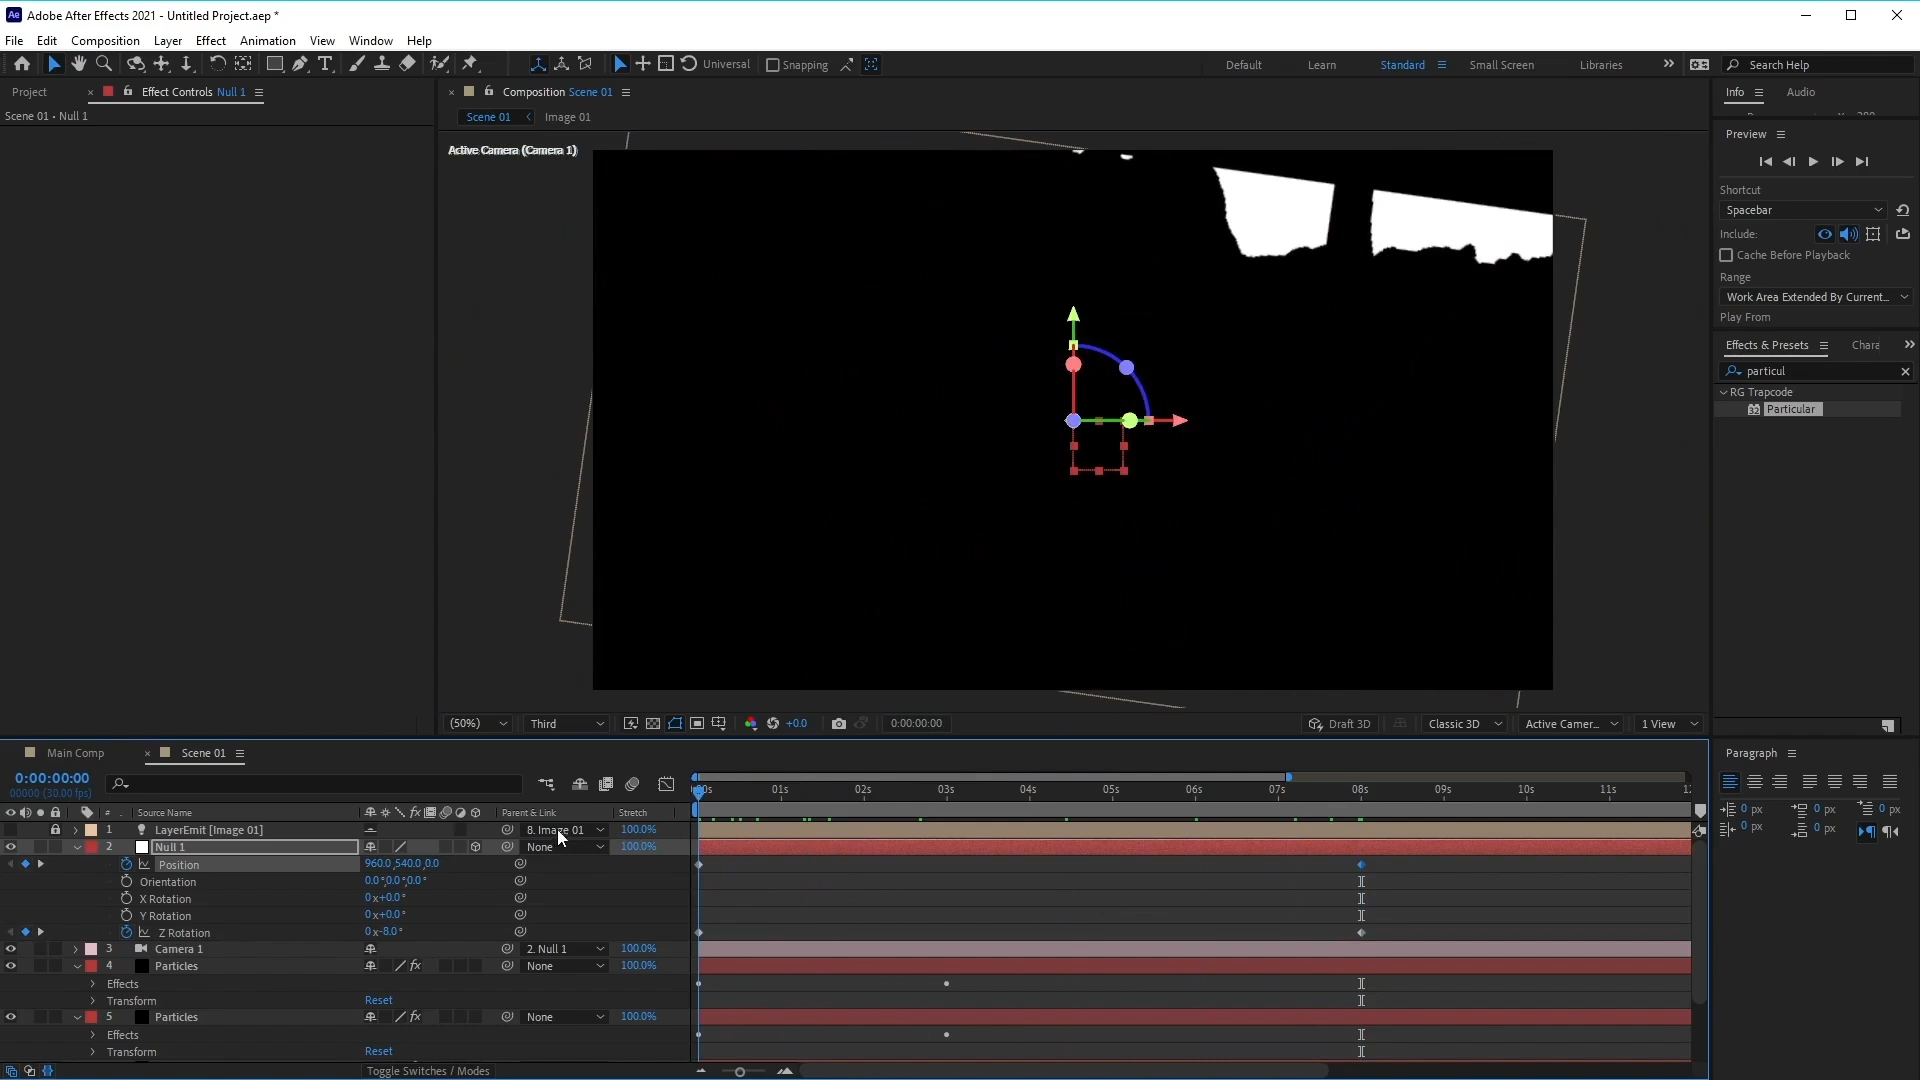 Adobe After Effects 2021 - Untitled Project.aep *
File Edit Composition Layer Effect Animation View Window Help
Universal Snapping Default Learn Standard Small Screen Libraries Search Help
Project Effect Controls Null 1 Composition Scene 01 Info Audio
Scene 01 • Null 1 Scene 01 Image 01
Active Camera (Camera 1)
Preview
Shortcut
Spacebar
Include:
Cache Before Playback
Range
Work Area Extended By Current...
Play From
Effects & Presets Chara
particul
RG Trapcode
Particular
(50%) Third +0.0 0:00:00:00 Draft 3D Classic 3D Active Camer... 1 View
Main Comp Scene 01
Paragraph
0:00:00:00
00000 (30.00 fps)
01s 02s 03s 04s 05s 06s 07s 08s 09s 10s 11s
# Source Name Parent & Link Stretch
0 px 0 px 0 px
0 px 0 px
1 LayerEmit [Image 01] 8. Image 01 100.0%
2 Null 1 None 100.0%
Position 960.0,540.0,0.0
Orientation 0.0°,0.0°,0.0°
X Rotation 0x+0.0°
Y Rotation 0x+0.0°
Z Rotation 0x-8.0°
3 Camera 1 2. Null 1 100.0%
4 Particles fx None 100.0%
Effects
Transform Reset
5 Particles fx None 100.0%
Effects
Transform Reset
Toggle Switches / Modes